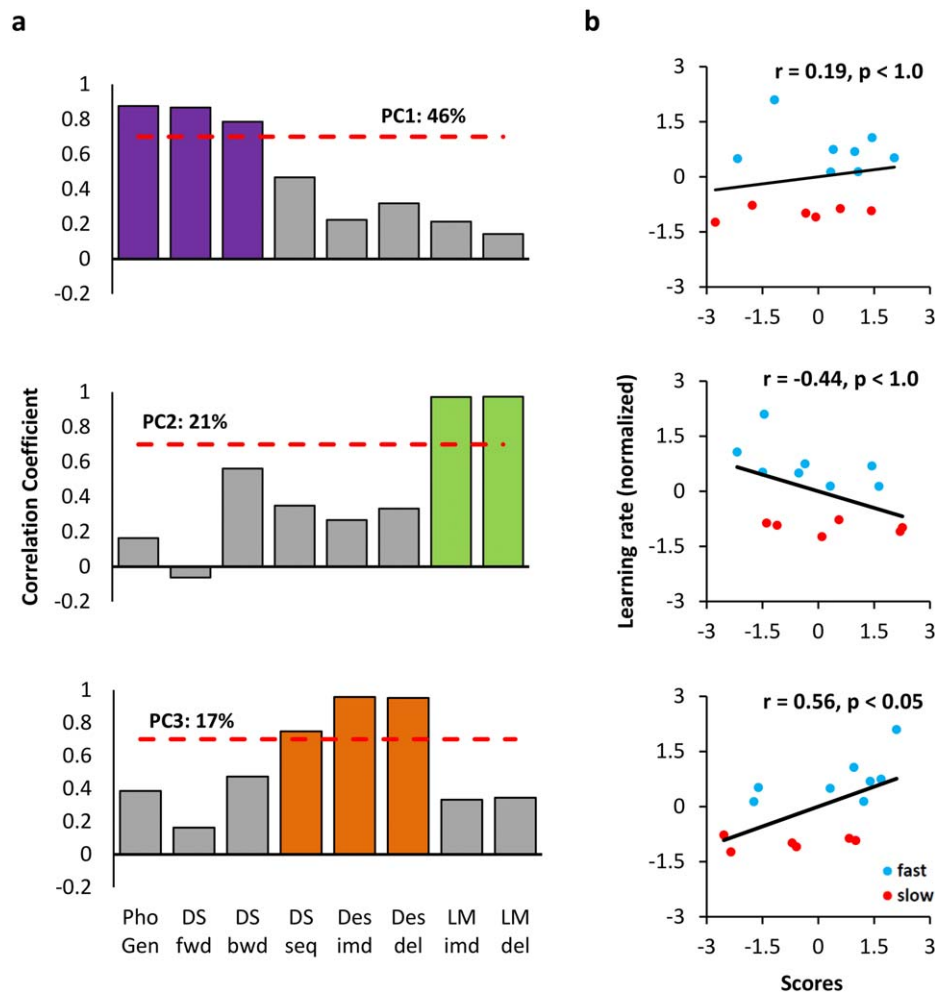 a
1
0.8
0.6
0.4
0.2
0
-0.2
PC1: 46%
Correlation Coefficient
1
0.8
0.6
0.4
0.2
0
-0.2
PC2: 21%
1
0.8
0.6
0.4
0.2
0
-0.2
PC3: 17%
Pho Gen
DS fwd
DS bwd
DS seq
Des imd
Des del
LM imd
LM del
b
r = 0.19, p < 1.0
3
1.5
0
-1.5
-3
-3 -1.5 0 1.5 3
Learning rate (normalized)
r = -0.44, p < 1.0
3
1.5
0
-1.5
-3
-3 -1.5 0 1.5 3
r = 0.56, p < 0.05
3
1.5
0
-1.5
-3
fast
slow
-3 -1.5 0 1.5 3
Scores